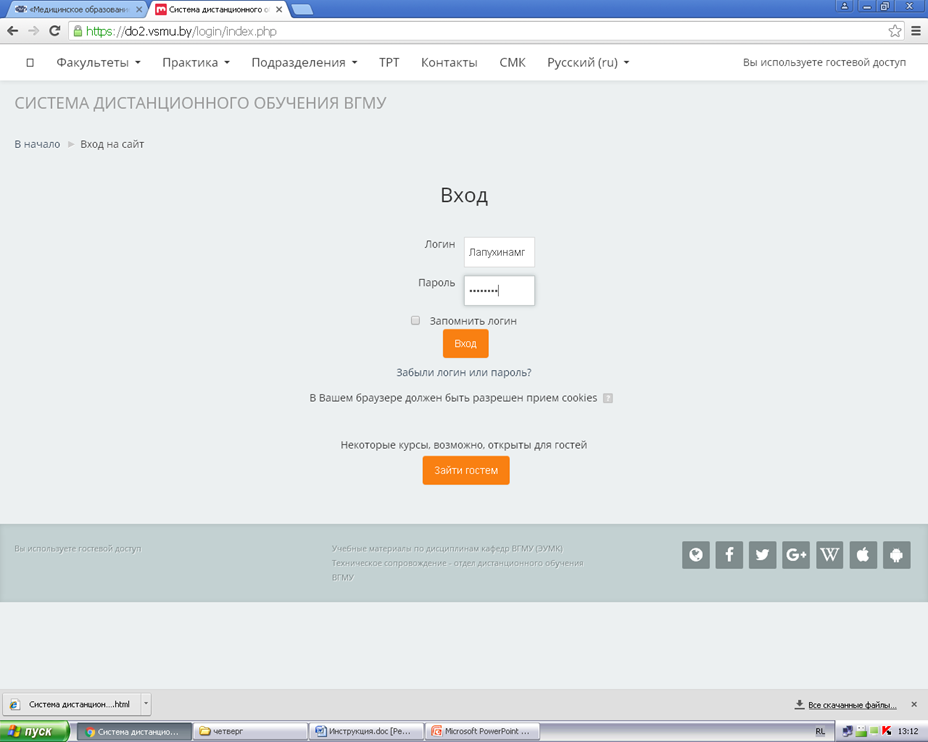 «Медицинское образовани
Система дистанционного о
https://do2.vsmu.by/login/index.php
Факультеты Практика Подразделения ТРТ Контакты СМК Русский (ru) Вы используете гостевой доступ
СИСТЕМА ДИСТАНЦИОННОГО ОБУЧЕНИЯ ВГМУ
В начало Вход на сайт
Вход
Логин Лапухинамг
Пароль ••••••••
Запомнить логин
Вход
Забыли логин или пароль?
В Вашем браузере должен быть разрешен прием cookies ?
Некоторые курсы, возможно, открыты для гостей
Зайти гостем
Вы используете гостевой доступ
Учебные материалы по дисциплинам кафедр ВГМУ (ЭУМК)
Техническое сопровождение - отдел дистанционного обучения
ВГМУ
Система дистанцион....html Все скачанные файлы...
пуск Система дистанцио... четверг Инструкция.doc [Ре... Microsoft PowerPoint ... RL 13:12